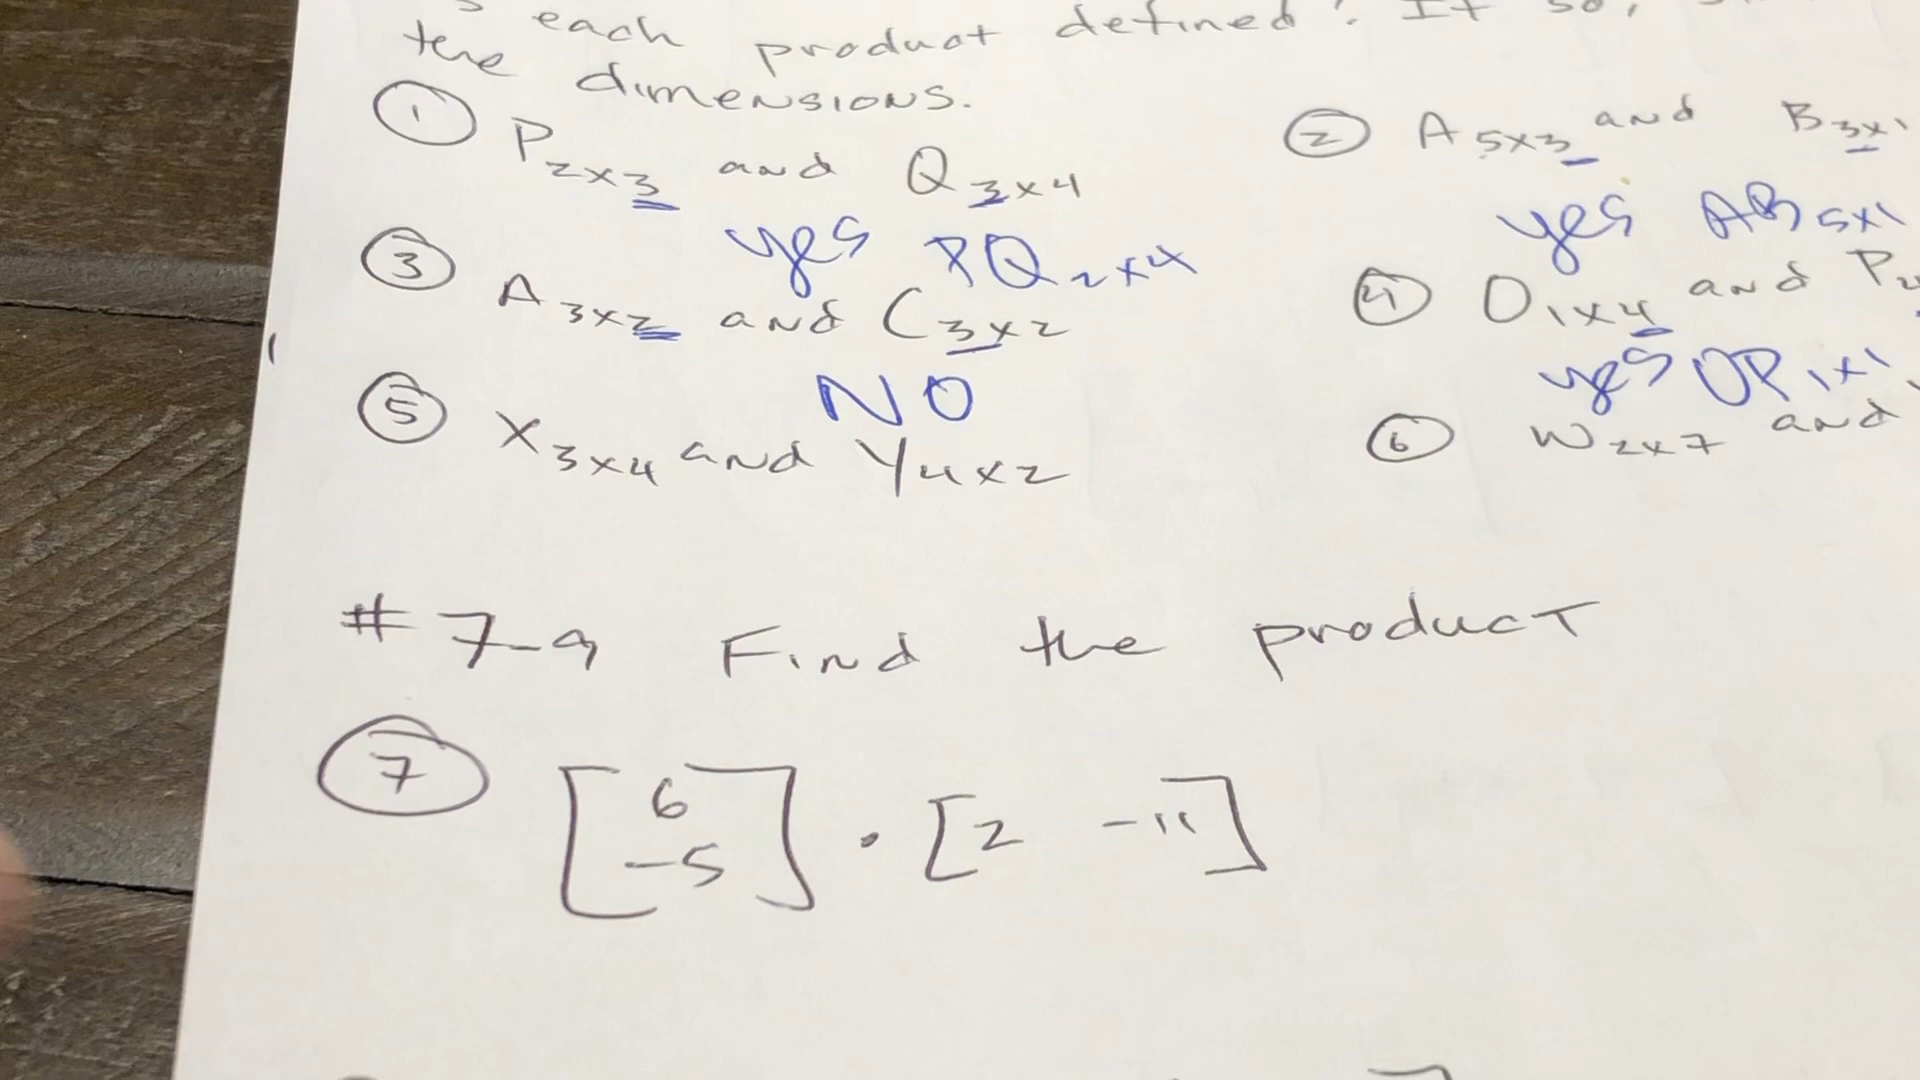 each product defined? If so,
the dimensions.
① P2x3 and Q3x4
② A5x3 and B3x1
yes PQ2x4
yes AB5x1
③ A3x2 and C3x2
④ O1x4 and P
NO
yes OP1x1
⑤ X3x4 and Y4x2
⑥ W2x7 and
#7-9 Find the product
⑦ [6 -5] · [2 -11]